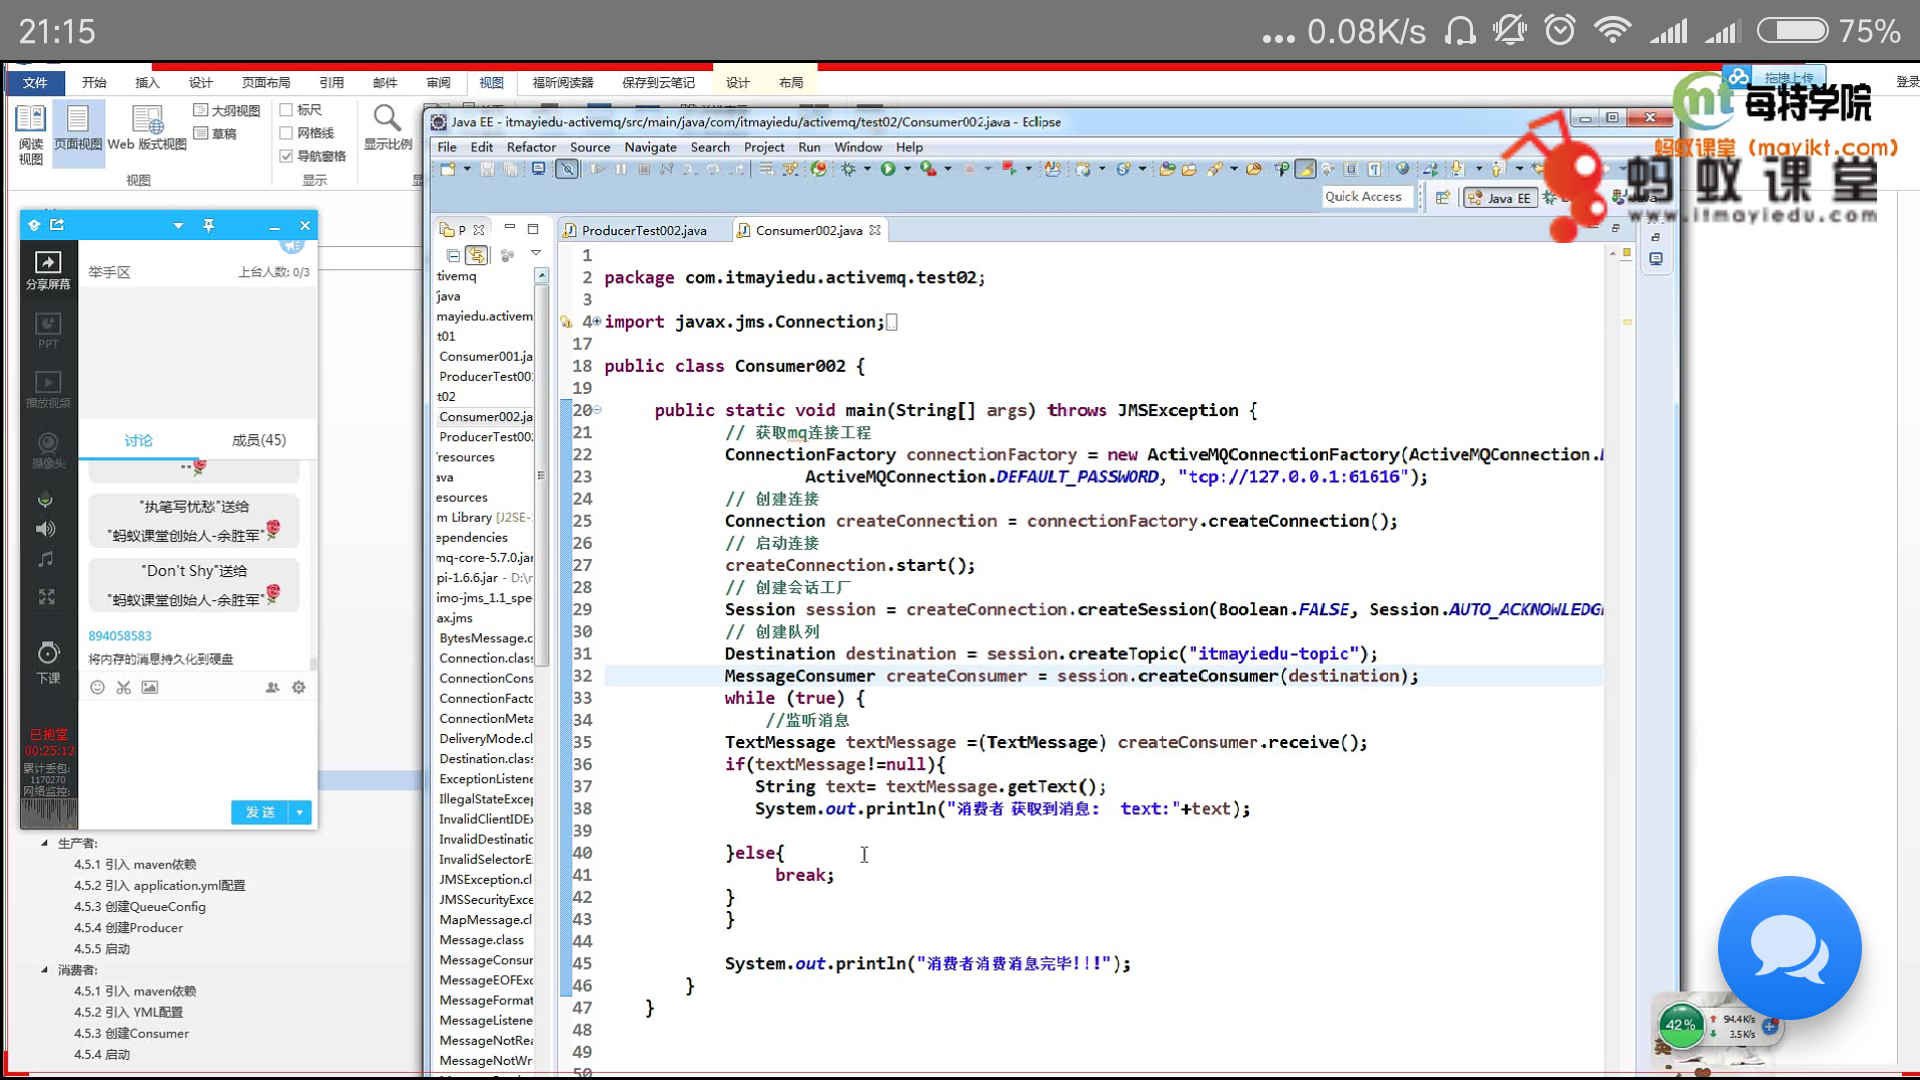 21:15
... 0.08K/s 75%
文件 开始 插入 设计 页面布局 引用 邮件 审阅 视图 福昕阅读器 保存到云笔记 设计 布局
拖拽上传
登录
每特学院
蚂蚁课堂（mayikt.com）
蚂蚁课堂
www.itmayiedu.com
阅读视图 页面视图 Web 版式视图
大纲视图
草稿
视图
标尺
网格线
导航窗格
显示
显示比例
Java EE - itmayiedu-activemq/src/main/java/com/itmayiedu/activemq/test02/Consumer002.java - Eclipse
File Edit Refactor Source Navigate Search Project Run Window Help
Quick Access
Java EE
P
ProducerTest002.java
Consumer002.java
举手区 上台人数: 0/3
分享屏幕
PPT
播放视频
摄像头
下课
讨论 成员(45)
"执笔写忧愁"送给
"蚂蚁课堂创始人-余胜军"
"Don't Shy"送给
"蚂蚁课堂创始人-余胜军"
894058583
将内存的消息持久化到硬盘
已拖堂
00:25:12
累计丢包:
1170270
网络监控:
发送
生产者:
4.5.1 引入 maven依赖
4.5.2 引入 application.yml配置
4.5.3 创建QueueConfig
4.5.4 创建Producer
4.5.5 启动
消费者:
4.5.1 引入 maven依赖
4.5.2 引入 YML配置
4.5.3 创建Consumer
4.5.4 启动
tivemq
java
mayiedu.activem
t01
Consumer001.ja
ProducerTest00
t02
Consumer002.ja
ProducerTest00
resources
ava
esources
m Library [J2SE-
ependencies
mq-core-5.7.0.jar
pi-1.6.6.jar - D:\r
imo-jms_1.1_spe
ax.jms
BytesMessage.c
Connection.class
ConnectionCons
ConnectionFacto
ConnectionMeta
DeliveryMode.cl
Destination.class
ExceptionListene
IllegalStateExcep
InvalidClientIDEx
InvalidDestinatio
InvalidSelectorE
JMSException.cl
JMSSecurityExce
MapMessage.cl
Message.class
MessageConsu
MessageEOFExc
MessageFormat
MessageListene
MessageNotRea
MessageNotWr
1
2 package com.itmayiedu.activemq.test02;
3
4 import javax.jms.Connection;
17
18 public class Consumer002 {
19
20 public static void main(String[] args) throws JMSException {
21 // 获取mq连接工程
22 ConnectionFactory connectionFactory = new ActiveMQConnectionFactory(ActiveMQConnection.
23 ActiveMQConnection.DEFAULT_PASSWORD, "tcp://127.0.0.1:61616");
24 // 创建连接
25 Connection createConnection = connectionFactory.createConnection();
26 // 启动连接
27 createConnection.start();
28 // 创建会话工厂
29 Session session = createConnection.createSession(Boolean.FALSE, Session.AUTO_ACKNOWLEDG
30 // 创建队列
31 Destination destination = session.createTopic("itmayiedu-topic");
32 MessageConsumer createConsumer = session.createConsumer(destination);
33 while (true) {
34 //监听消息
35 TextMessage textMessage =(TextMessage) createConsumer.receive();
36 if(textMessage!=null){
37 String text= textMessage.getText();
38 System.out.println("消费者 获取到消息: text:"+text);
39
40 }else{
41 break;
42 }
43 }
44
45 System.out.println("消费者消费消息完毕!!!");
46 }
47 }
48
49
50
42%
94.4K/s
3.5K/s